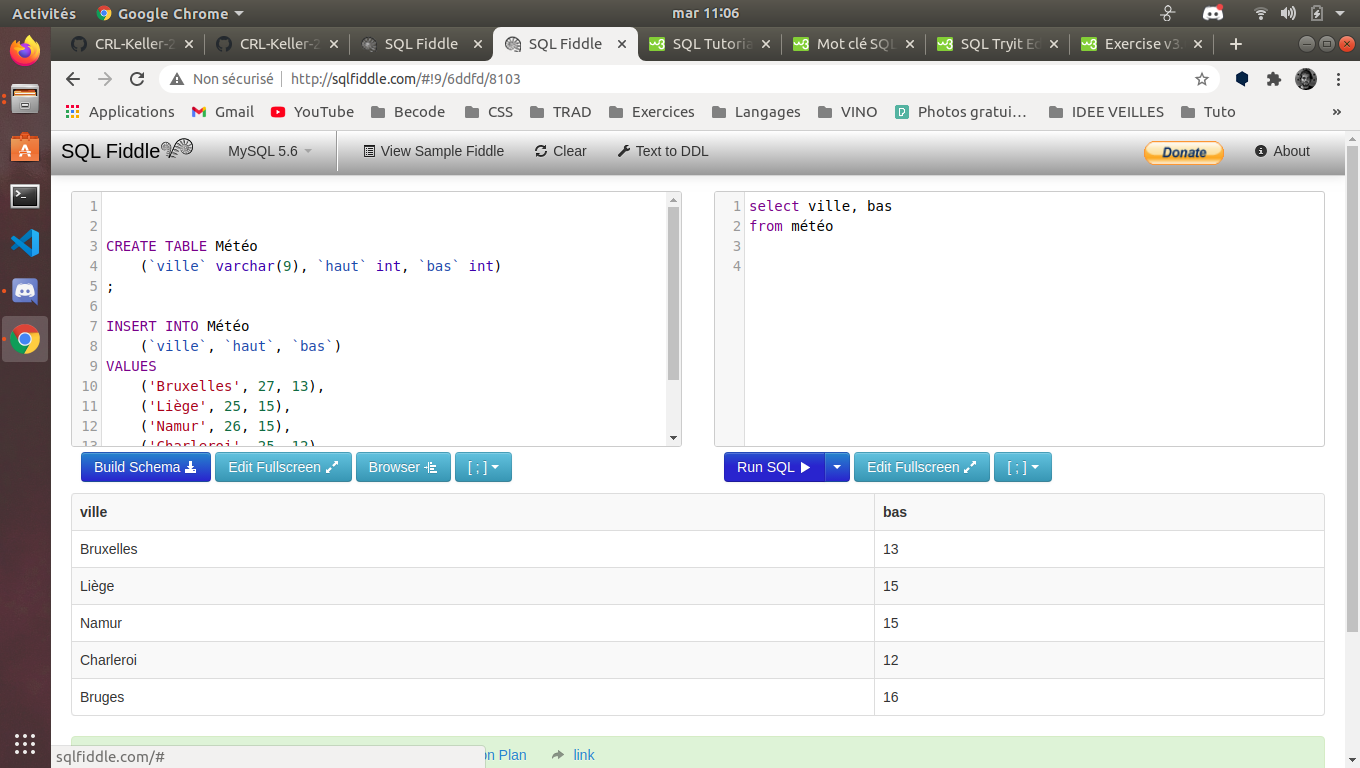 Activités
Google Chrome
mar 11:06
CRL-Keller-2
CRL-Keller-2
SQL Fiddle
SQL Fiddle
SQL Tutoria
Mot clé SQL
SQL Tryit Ed
Exercise v3.
Non sécurisé
http://sqlfiddle.com/#!9/6ddfd/8103
Applications
Gmail
YouTube
Becode
CSS
TRAD
Exercices
Langages
VINO
Photos gratui…
IDEE VEILLES
Tuto
»
SQL Fiddle
MySQL 5.6
View Sample Fiddle
Clear
Text to DDL
Donate
About
1
2
3 CREATE TABLE Météo
4 (`ville` varchar(9), `haut` int, `bas` int)
5 ;
6
7 INSERT INTO Météo
8 (`ville`, `haut`, `bas`)
9 VALUES
10 ('Bruxelles', 27, 13),
11 ('Liège', 25, 15),
12 ('Namur', 26, 15),
13 ('Charleroi', 25, 12)
1 select ville, bas
2 from météo
3
4
Build Schema
Edit Fullscreen
Browser
[ ; ]
Run SQL
Edit Fullscreen
[ ; ]
ville bas
Bruxelles 13
Liège 15
Namur 15
Charleroi 12
Bruges 16
on Plan
link
sqlfiddle.com/#